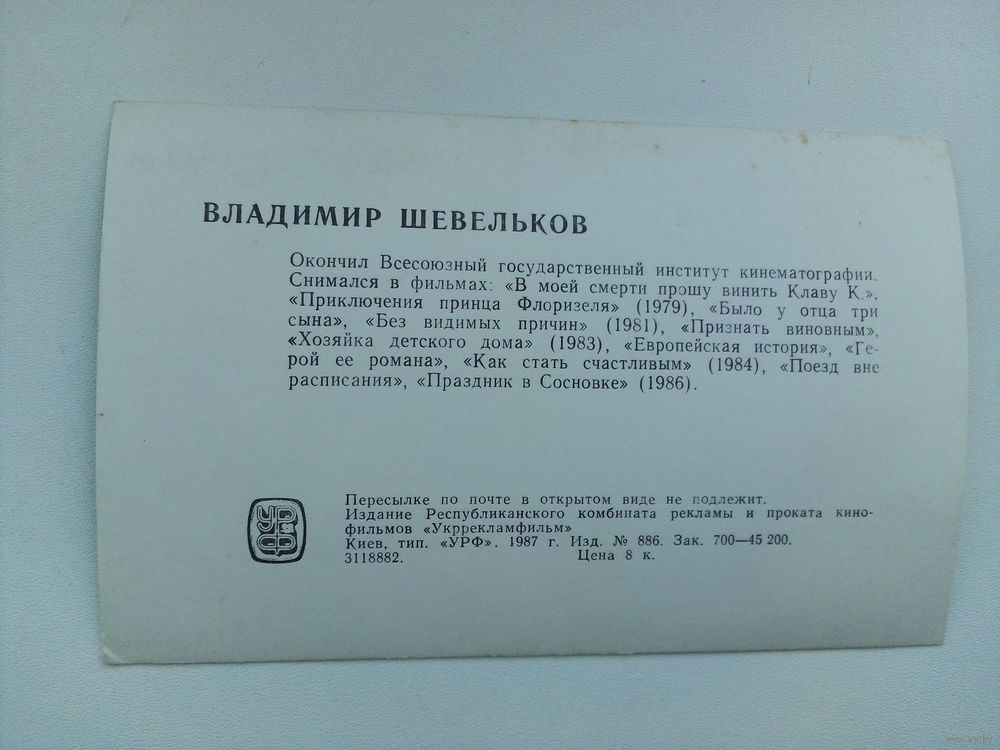 ВЛАДИМИР ШЕВЕЛЬКОВ
Окончил Всесоюзный государственный институт кинематографии.
Снимался в фильмах: «В моей смерти прошу винить Клаву К.»,
«Приключения принца Флоризеля» (1979), «Было у отца три
сына», «Без видимых причин» (1981), «Признать виновным»,
«Хозяйка детского дома» (1983), «Европейская история», «Ге-
рой ее романа», «Как стать счастливым» (1984), «Поезд вне
расписания», «Праздник в Сосновке» (1986).
УРФ
Пересылке по почте в открытом виде не подлежит.
Издание Республиканского комбината рекламы и проката кино-
фильмов «Укррекламфильм»
Киев, тип. «УРФ». 1987 г. Изд. № 886. Зак. 700—45 200.
3118882. Цена 8 к.
www.ay.by